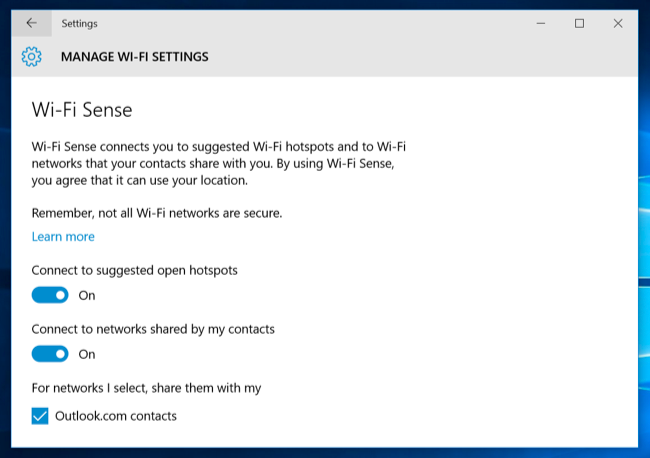 Settings
MANAGE WI-FI SETTINGS
Wi-Fi Sense
Wi-Fi Sense connects you to suggested Wi-Fi hotspots and to Wi-Fi
networks that your contacts share with you. By using Wi-Fi Sense,
you agree that it can use your location.
Remember, not all Wi-Fi networks are secure.
Learn more
Connect to suggested open hotspots
On
Connect to networks shared by my contacts
On
For networks I select, share them with my
Outlook.com contacts